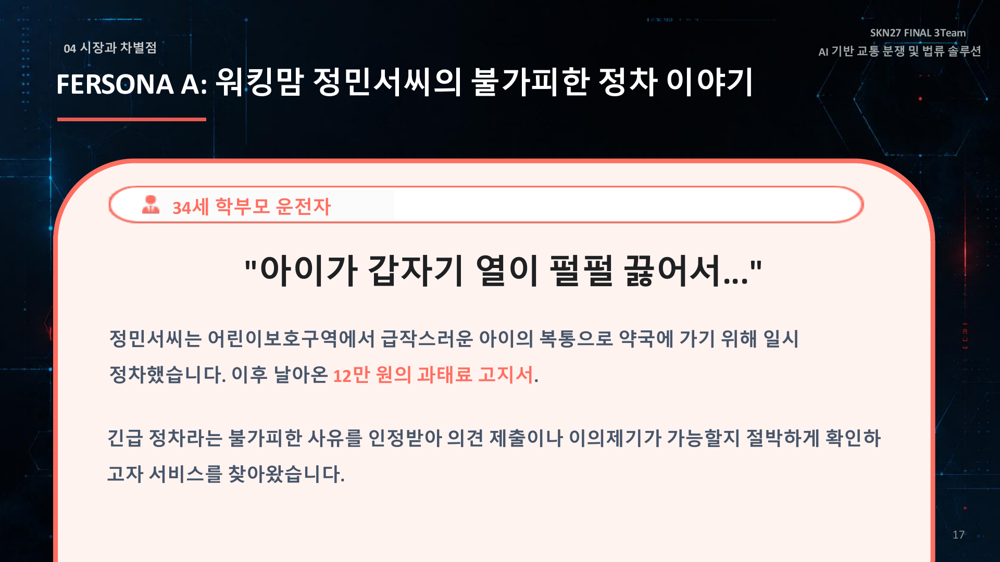 SKN27 FINAL 3Team
04 시장과 차별점
AI 기반 교통 분쟁 및 법류 솔루션
FERSONA A: 워킹맘 정민서씨의 불가피한 정차 이야기
34세 학부모 운전자
"아이가 갑자기 열이 펄펄 끓어서..."
정민서씨는 어린이보호구역에서 급작스러운 아이의 복통으로 약국에 가기 위해 일시
정차했습니다. 이후 날아온 12만 원의 과태료 고지서.
긴급 정차라는 불가피한 사유를 인정받아 의견 제출이나 이의제기가 가능할지 절박하게 확인하
고자 서비스를 찾아왔습니다.
17